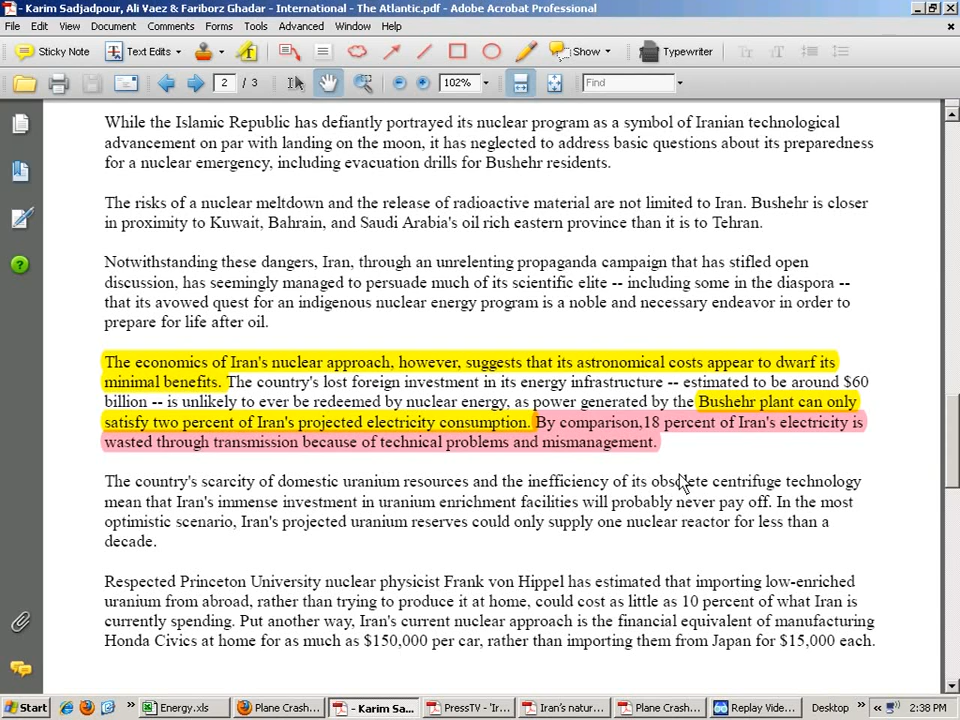 - Karim Sadjadpour, Ali Vaez & Fariborz Ghadar - International - The Atlantic.pdf - Adobe Acrobat Professional
File Edit View Document Comments Forms Tools Advanced Window Help
Sticky Note Text Edits Show Typewriter
2 / 3 102% Find
While the Islamic Republic has defiantly portrayed its nuclear program as a symbol of Iranian technological
advancement on par with landing on the moon, it has neglected to address basic questions about its preparedness
for a nuclear emergency, including evacuation drills for Bushehr residents.
The risks of a nuclear meltdown and the release of radioactive material are not limited to Iran. Bushehr is closer
in proximity to Kuwait, Bahrain, and Saudi Arabia's oil rich eastern province than it is to Tehran.
Notwithstanding these dangers, Iran, through an unrelenting propaganda campaign that has stifled open
discussion, has seemingly managed to persuade much of its scientific elite -- including some in the diaspora --
that its avowed quest for an indigenous nuclear energy program is a noble and necessary endeavor in order to
prepare for life after oil.
The economics of Iran's nuclear approach, however, suggests that its astronomical costs appear to dwarf its
minimal benefits. The country's lost foreign investment in its energy infrastructure -- estimated to be around $60
billion -- is unlikely to ever be redeemed by nuclear energy, as power generated by the Bushehr plant can only
satisfy two percent of Iran's projected electricity consumption. By comparison,18 percent of Iran's electricity is
wasted through transmission because of technical problems and mismanagement.
The country's scarcity of domestic uranium resources and the inefficiency of its obsolete centrifuge technology
mean that Iran's immense investment in uranium enrichment facilities will probably never pay off. In the most
optimistic scenario, Iran's projected uranium reserves could only supply one nuclear reactor for less than a
decade.
Respected Princeton University nuclear physicist Frank von Hippel has estimated that importing low-enriched
uranium from abroad, rather than trying to produce it at home, could cost as little as 10 percent of what Iran is
currently spending. Put another way, Iran's current nuclear approach is the financial equivalent of manufacturing
Honda Civics at home for as much as $150,000 per car, rather than importing them from Japan for $15,000 each.
Start Energy.xls Plane Crash... - Karim Sa... PressTV - 'Ir... Iran's natur... Plane Crash... Replay Vide... Desktop 2:38 PM